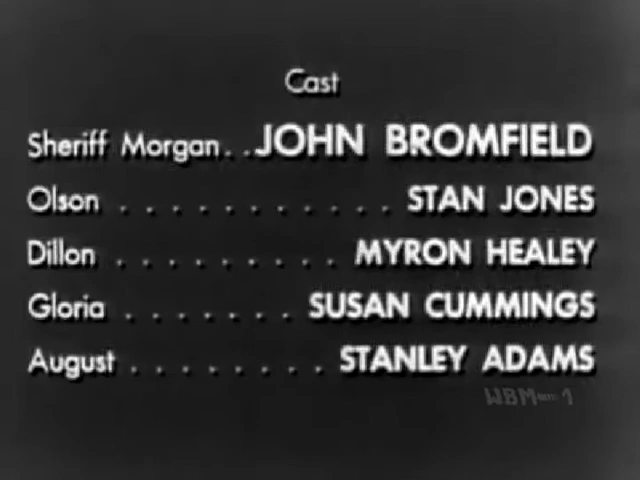 Cast
Sheriff Morgan . . JOHN BROMFIELD
Olson . . . . . . . . . . . STAN JONES
Dillon . . . . . . . . . MYRON HEALEY
Gloria . . . . . . . SUSAN CUMMINGS
August . . . . . . . . STANLEY ADAMS